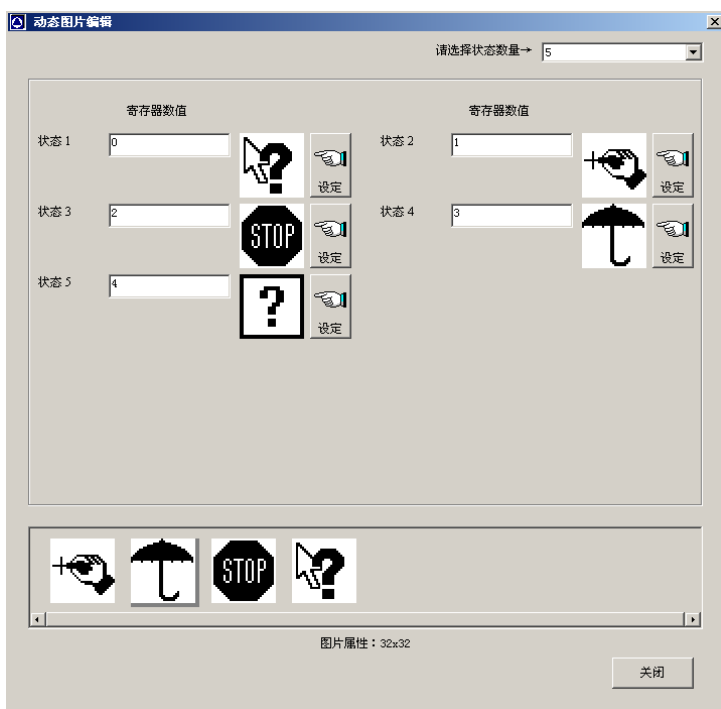 动态图片编辑
请选择状态数量→ 5
寄存器数值 寄存器数值
状态1 0 设定 状态2 1 设定
状态3 2 STOP 设定 状态4 3 设定
状态5 4 ? 设定
STOP ?
图片属性：32x32
关闭